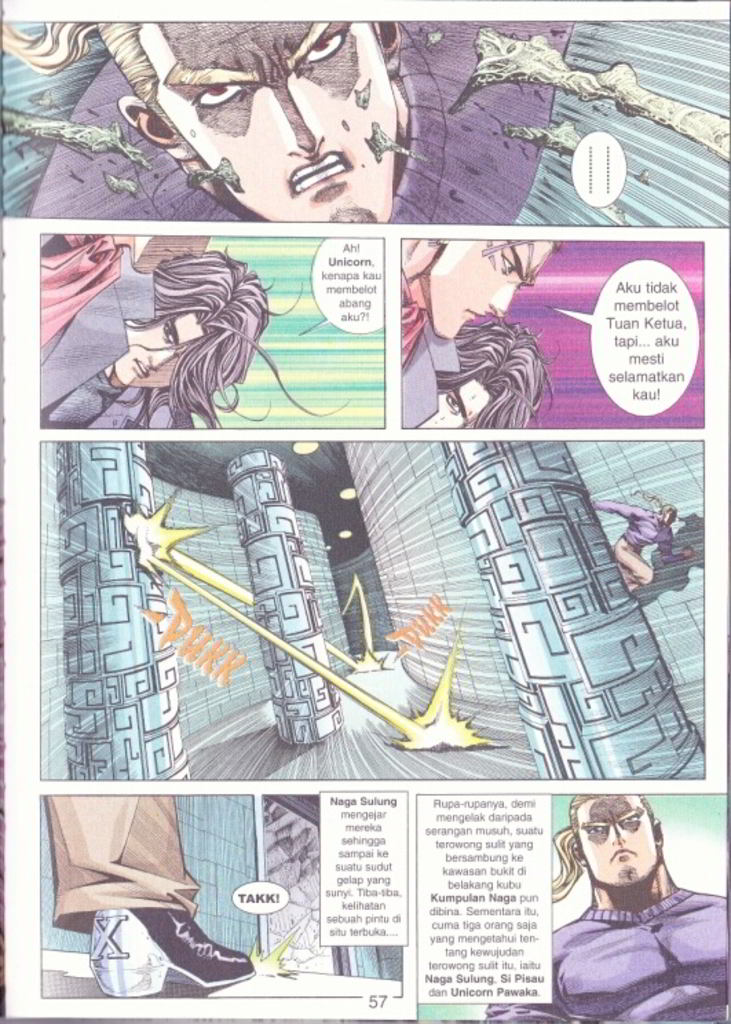 Ah!
Unicorn,
kenapa kau
membelot
abang
aku?!
Aku tidak
membelot
Tuan Ketua,
tapi... aku
mesti
selamatkan
kau!
PUKK
PUKK
X
TAKK!
Naga Sulung
mengejar
mereka
sehingga
sampai ke
suatu sudut
gelap yang
sunyi. Tiba-tiba,
kelihatan
sebuah pintu di
situ terbuka....
Rupa-rupanya, demi
mengelak daripada
serangan musuh, suatu
terowong sulit yang
bersambung ke
kawasan bukit di
belakang kubu
Kumpulan Naga pun
dibina. Sementara itu,
cuma tiga orang saja
yang mengetahui ten-
tang kewujudan
terowong sulit itu, iaitu
Naga Sulung, Si Pisau
dan Unicorn Pawaka.
57